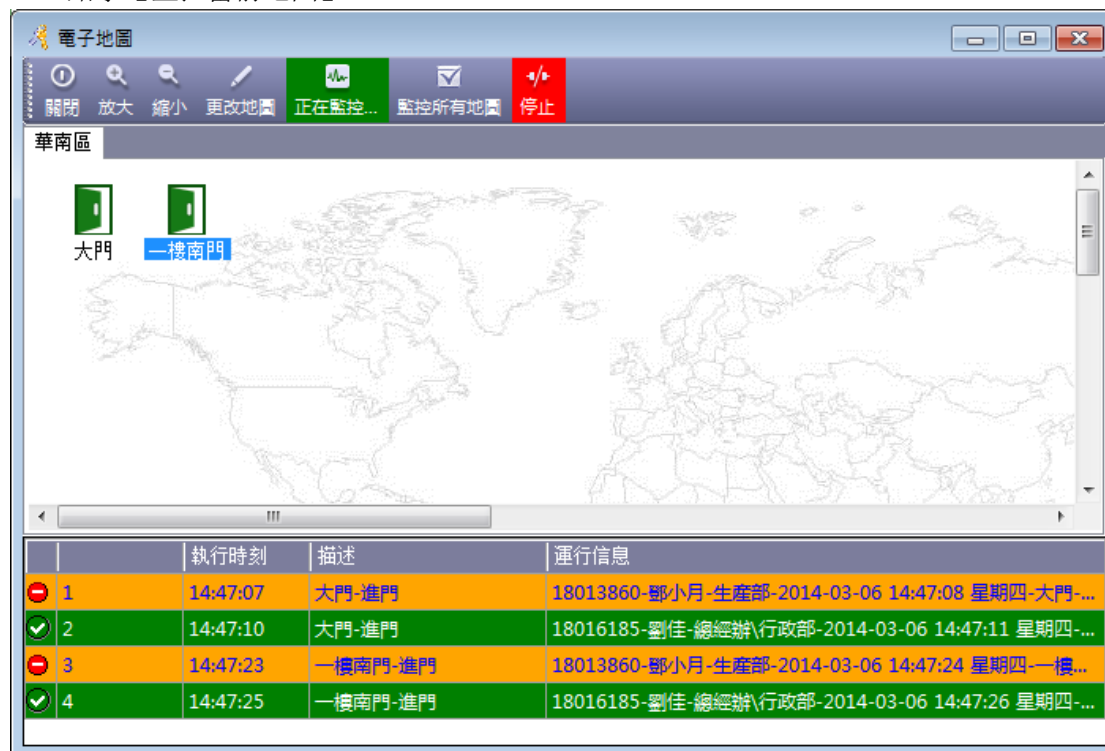 電子地圖
關閉 放大 縮小 更改地圖 正在監控... 監控所有地圖 停止
華南區
大門 一樓南門
執行時刻 描述 運行信息
1 14:47:07 大門-進門 18013860-鄧小月-生産部-2014-03-06 14:47:08 星期四-大門-...
2 14:47:10 大門-進門 18016185-劉佳-總經辦\行政部-2014-03-06 14:47:11 星期四-...
3 14:47:23 一樓南門-進門 18013860-鄧小月-生産部-2014-03-06 14:47:24 星期四-一樓...
4 14:47:25 一樓南門-進門 18016185-劉佳-總經辦\行政部-2014-03-06 14:47:26 星期四-...